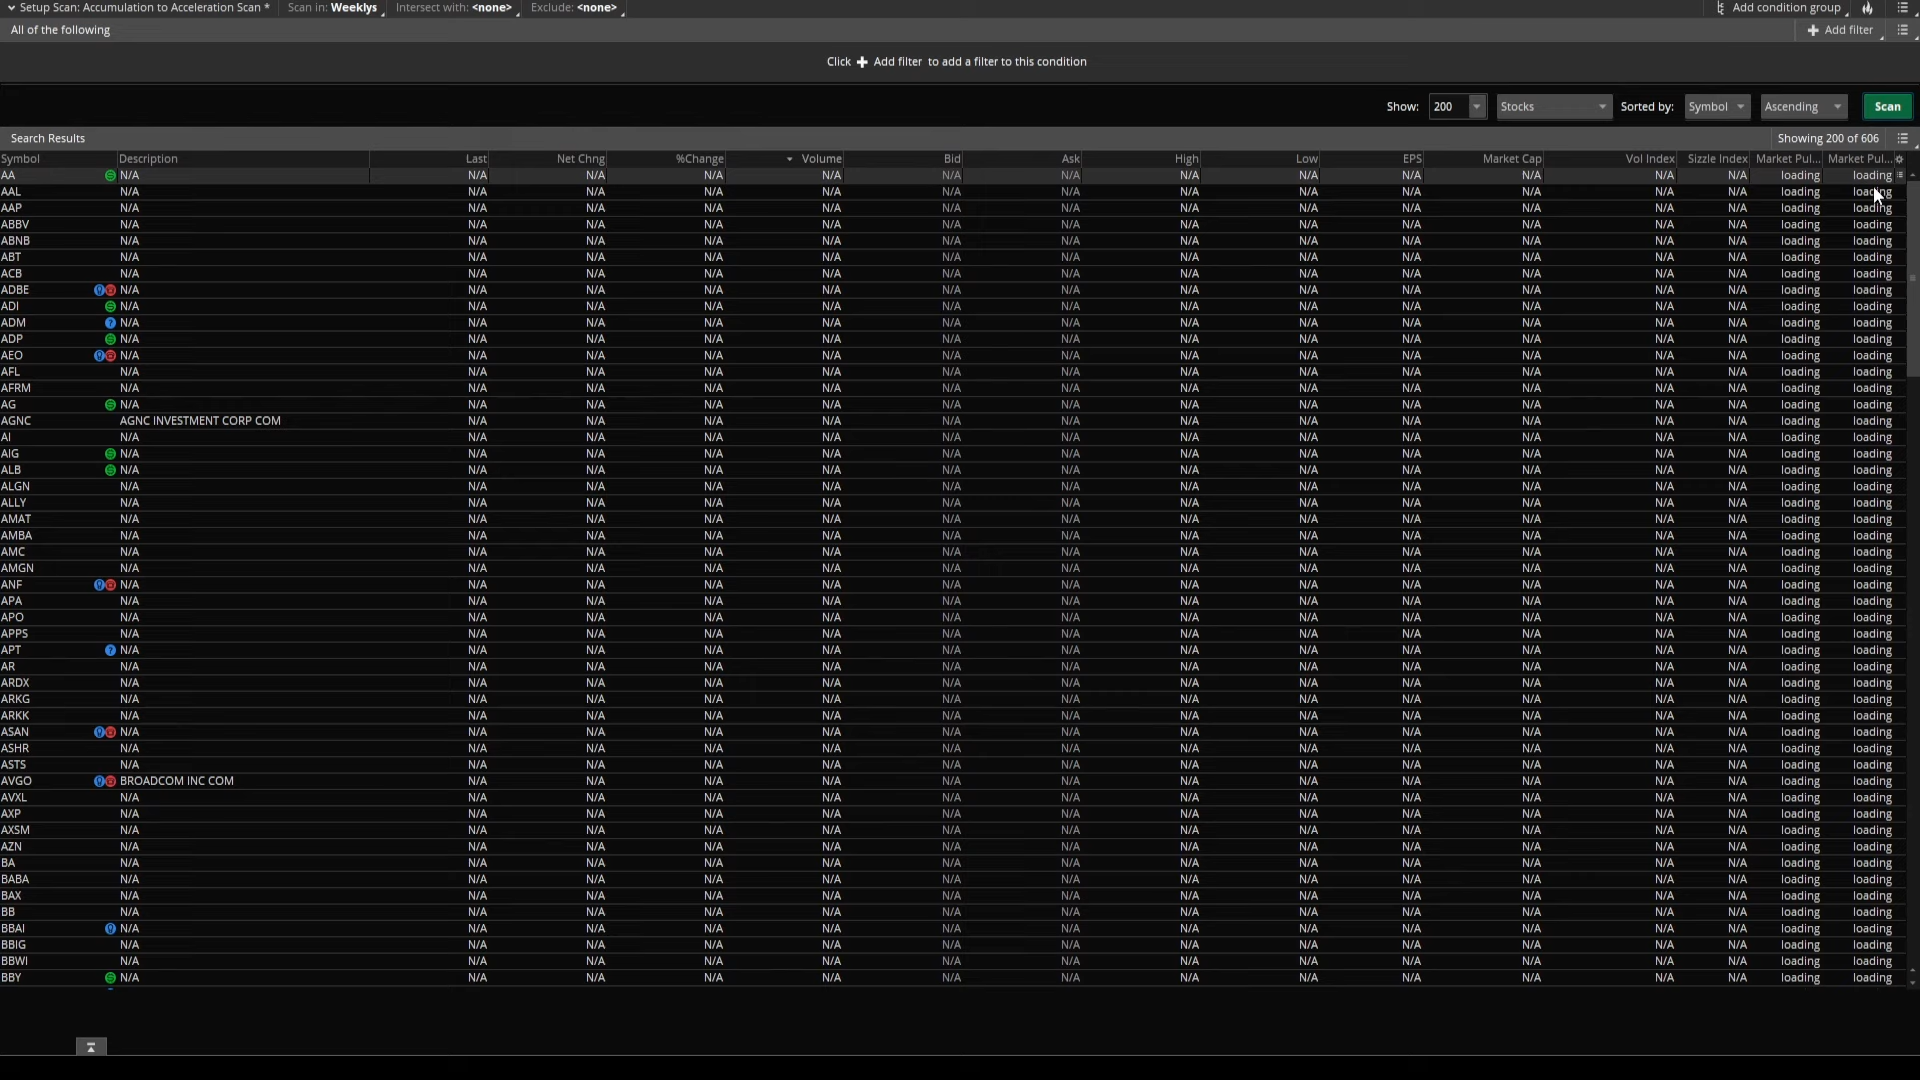 Setup Scan: Accumulation to Acceleration Scan * Scan in: Weeklys Intersect with: <none> Exclude: <none> Add condition group
All of the following Add filter
Click Add filter to add a filter to this condition
Show: 200 Stocks Sorted by: Symbol Ascending Scan
Search Results Showing 200 of 606
Symbol Description Last Net Chng %Change Volume Bid Ask High Low EPS Market Cap Vol Index Sizzle Index Market Pul... Market Pul...
AA N/A N/A N/A N/A N/A N/A N/A N/A N/A N/A N/A N/A N/A loading loading
AAL N/A N/A N/A N/A N/A N/A N/A N/A N/A N/A N/A N/A N/A loading loading
AAP N/A N/A N/A N/A N/A N/A N/A N/A N/A N/A N/A N/A N/A loading loading
ABBV N/A N/A N/A N/A N/A N/A N/A N/A N/A N/A N/A N/A N/A loading loading
ABNB N/A N/A N/A N/A N/A N/A N/A N/A N/A N/A N/A N/A N/A loading loading
ABT N/A N/A N/A N/A N/A N/A N/A N/A N/A N/A N/A N/A N/A loading loading
ACB N/A N/A N/A N/A N/A N/A N/A N/A N/A N/A N/A N/A N/A loading loading
ADBE N/A N/A N/A N/A N/A N/A N/A N/A N/A N/A N/A N/A N/A loading loading
ADI N/A N/A N/A N/A N/A N/A N/A N/A N/A N/A N/A N/A N/A loading loading
ADM N/A N/A N/A N/A N/A N/A N/A N/A N/A N/A N/A N/A N/A loading loading
ADP N/A N/A N/A N/A N/A N/A N/A N/A N/A N/A N/A N/A N/A loading loading
AEO N/A N/A N/A N/A N/A N/A N/A N/A N/A N/A N/A N/A N/A loading loading
AFL N/A N/A N/A N/A N/A N/A N/A N/A N/A N/A N/A N/A N/A loading loading
AFRM N/A N/A N/A N/A N/A N/A N/A N/A N/A N/A N/A N/A N/A loading loading
AG N/A N/A N/A N/A N/A N/A N/A N/A N/A N/A N/A N/A N/A loading loading
AGNC AGNC INVESTMENT CORP COM N/A N/A N/A N/A N/A N/A N/A N/A N/A N/A N/A N/A loading loading
AI N/A N/A N/A N/A N/A N/A N/A N/A N/A N/A N/A N/A N/A loading loading
AIG N/A N/A N/A N/A N/A N/A N/A N/A N/A N/A N/A N/A N/A loading loading
ALB N/A N/A N/A N/A N/A N/A N/A N/A N/A N/A N/A N/A N/A loading loading
ALGN N/A N/A N/A N/A N/A N/A N/A N/A N/A N/A N/A N/A N/A loading loading
ALLY N/A N/A N/A N/A N/A N/A N/A N/A N/A N/A N/A N/A N/A loading loading
AMAT N/A N/A N/A N/A N/A N/A N/A N/A N/A N/A N/A N/A N/A loading loading
AMBA N/A N/A N/A N/A N/A N/A N/A N/A N/A N/A N/A N/A N/A loading loading
AMC N/A N/A N/A N/A N/A N/A N/A N/A N/A N/A N/A N/A N/A loading loading
AMGN N/A N/A N/A N/A N/A N/A N/A N/A N/A N/A N/A N/A N/A loading loading
ANF N/A N/A N/A N/A N/A N/A N/A N/A N/A N/A N/A N/A N/A loading loading
APA N/A N/A N/A N/A N/A N/A N/A N/A N/A N/A N/A N/A N/A loading loading
APO N/A N/A N/A N/A N/A N/A N/A N/A N/A N/A N/A N/A N/A loading loading
APPS N/A N/A N/A N/A N/A N/A N/A N/A N/A N/A N/A N/A N/A loading loading
APT N/A N/A N/A N/A N/A N/A N/A N/A N/A N/A N/A N/A N/A loading loading
AR N/A N/A N/A N/A N/A N/A N/A N/A N/A N/A N/A N/A N/A loading loading
ARDX N/A N/A N/A N/A N/A N/A N/A N/A N/A N/A N/A N/A N/A loading loading
ARKG N/A N/A N/A N/A N/A N/A N/A N/A N/A N/A N/A N/A N/A loading loading
ARKK N/A N/A N/A N/A N/A N/A N/A N/A N/A N/A N/A N/A N/A loading loading
ASAN N/A N/A N/A N/A N/A N/A N/A N/A N/A N/A N/A N/A N/A loading loading
ASHR N/A N/A N/A N/A N/A N/A N/A N/A N/A N/A N/A N/A N/A loading loading
ASTS N/A N/A N/A N/A N/A N/A N/A N/A N/A N/A N/A N/A N/A loading loading
AVGO BROADCOM INC COM N/A N/A N/A N/A N/A N/A N/A N/A N/A N/A N/A N/A loading loading
AVXL N/A N/A N/A N/A N/A N/A N/A N/A N/A N/A N/A N/A N/A loading loading
AXP N/A N/A N/A N/A N/A N/A N/A N/A N/A N/A N/A N/A N/A loading loading
AXSM N/A N/A N/A N/A N/A N/A N/A N/A N/A N/A N/A N/A N/A loading loading
AZN N/A N/A N/A N/A N/A N/A N/A N/A N/A N/A N/A N/A N/A loading loading
BA N/A N/A N/A N/A N/A N/A N/A N/A N/A N/A N/A N/A N/A loading loading
BABA N/A N/A N/A N/A N/A N/A N/A N/A N/A N/A N/A N/A N/A loading loading
BAX N/A N/A N/A N/A N/A N/A N/A N/A N/A N/A N/A N/A N/A loading loading
BB N/A N/A N/A N/A N/A N/A N/A N/A N/A N/A N/A N/A N/A loading loading
BBAI N/A N/A N/A N/A N/A N/A N/A N/A N/A N/A N/A N/A N/A loading loading
BBIG N/A N/A N/A N/A N/A N/A N/A N/A N/A N/A N/A N/A N/A loading loading
BBWI N/A N/A N/A N/A N/A N/A N/A N/A N/A N/A N/A N/A N/A loading loading
BBY N/A N/A N/A N/A N/A N/A N/A N/A N/A N/A N/A N/A N/A loading loading